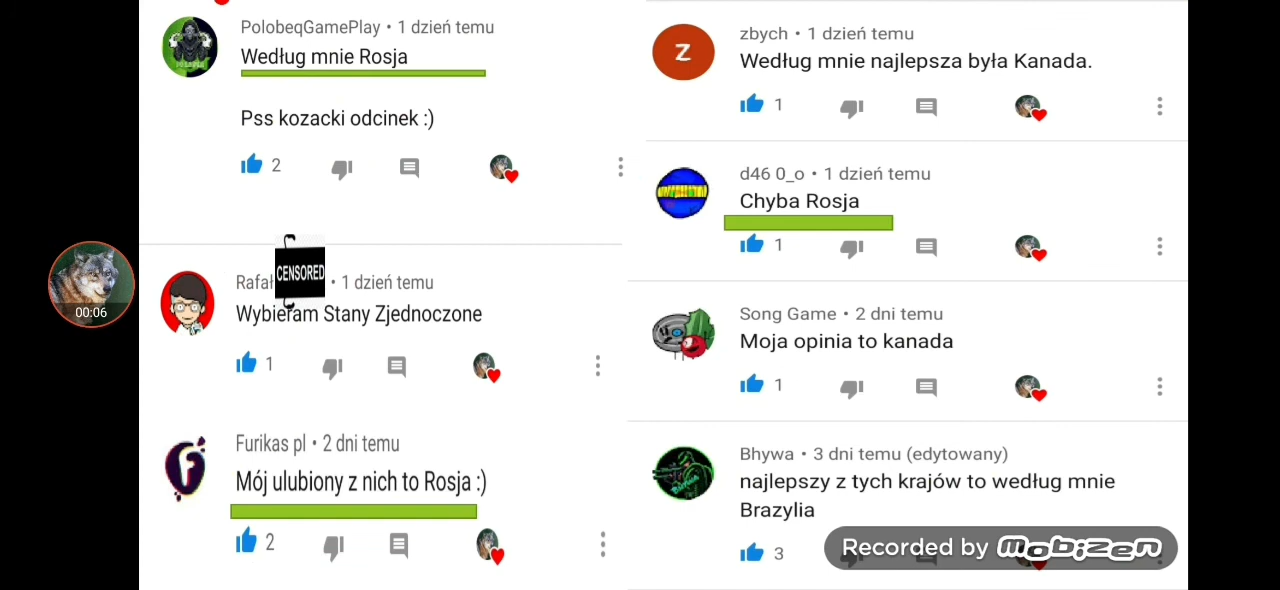 PolobeqGamePlay • 1 dzień temu
Według mnie Rosja
Pss kozacki odcinek :)
2
Rafał
CENSORED
• 1 dzień temu
Wybieram Stany Zjednoczone
1
Furikas pl • 2 dni temu
Mój ulubiony z nich to Rosja :)
2
00:06
Z
zbych • 1 dzień temu
Według mnie najlepsza była Kanada.
1
d46 0_o • 1 dzień temu
Chyba Rosja
1
Song Game • 2 dni temu
Moja opinia to kanada
1
Bhywa • 3 dni temu (edytowany)
najlepszy z tych krajów to według mnie
Brazylia
3
Recorded by mobizen